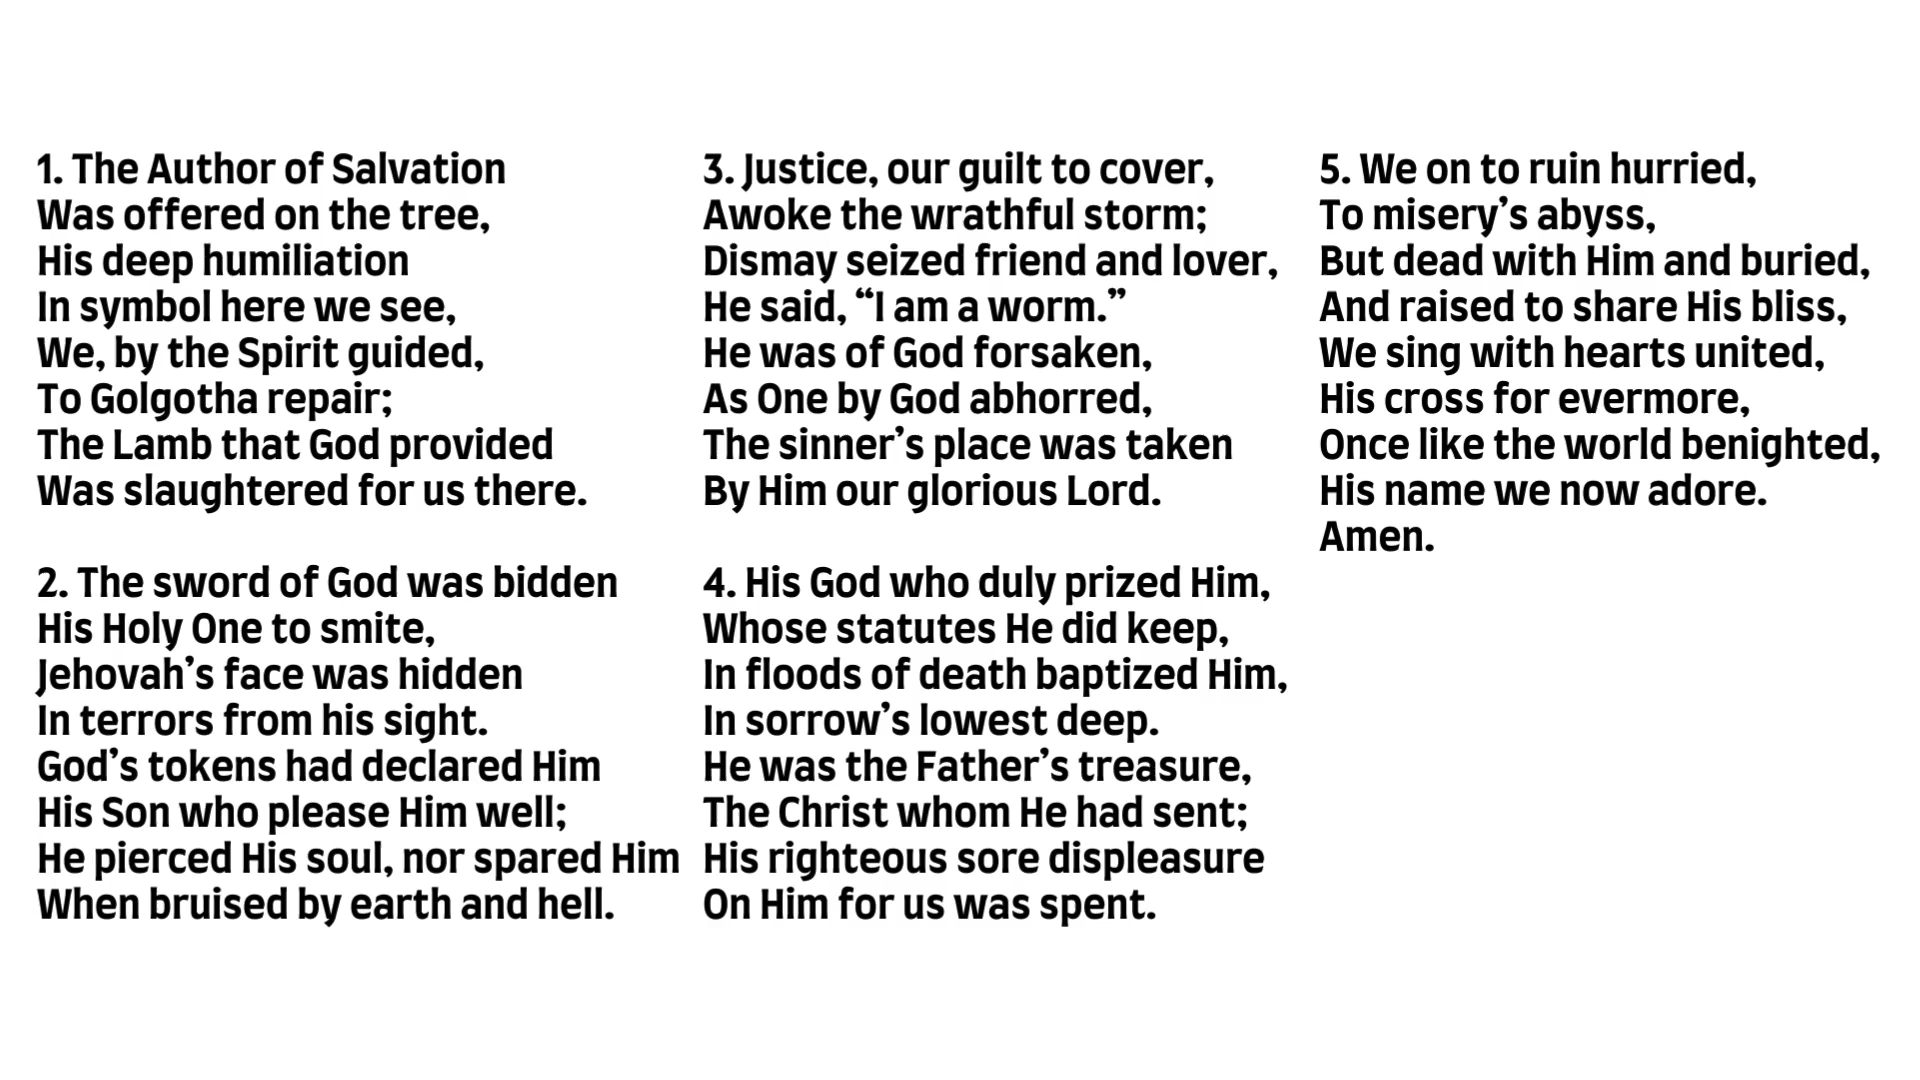 1. The Author of Salvation
Was offered on the tree,
His deep humiliation
In symbol here we see,
We, by the Spirit guided,
To Golgotha repair;
The Lamb that God provided
Was slaughtered for us there.
2. The sword of God was bidden
His Holy One to smite,
Jehovah’s face was hidden
In terrors from his sight.
God’s tokens had declared Him
His Son who please Him well;
He pierced His soul, nor spared Him
When bruised by earth and hell.
3. Justice, our guilt to cover,
Awoke the wrathful storm;
Dismay seized friend and lover,
He said, “I am a worm.”
He was of God forsaken,
As One by God abhorred,
The sinner’s place was taken
By Him our glorious Lord.
4. His God who duly prized Him,
Whose statutes He did keep,
In floods of death baptized Him,
In sorrow’s lowest deep.
He was the Father’s treasure,
The Christ whom He had sent;
His righteous sore displeasure
On Him for us was spent.
5. We on to ruin hurried,
To misery’s abyss,
But dead with Him and buried,
And raised to share His bliss,
We sing with hearts united,
His cross for evermore,
Once like the world benighted,
His name we now adore.
Amen.